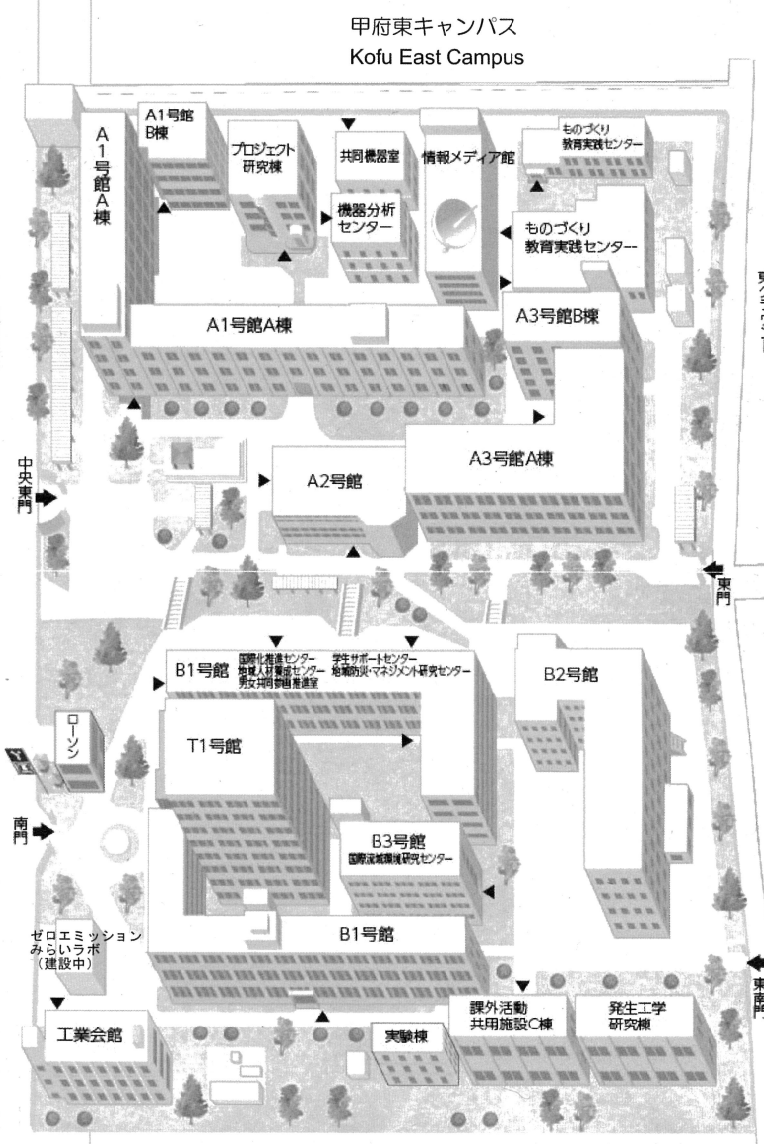 甲府東キャンパス
Kofu East Campus
A1号館
B棟
A1号館A棟
プロジェクト
研究棟
共同機器室
情報メディア館
ものづくり
教育実践センター
機器分析
センター
ものづくり
教育実践センター
A1号館A棟
A3号館B棟
A2号館
A3号館A棟
中央東門
東門
B1号館
国際化推進センター
地域人材養成センター
男女共同参画推進室
学生サポートセンター
地域防災・マネジメント研究センター
B2号館
ローソン
T1号館
南門
B3号館
国際流域環境研究センター
ゼロエミッション
みらいラボ
(建設中)
B1号館
東南門
工業会館
実験棟
課外活動
共用施設C棟
発生工学
研究棟